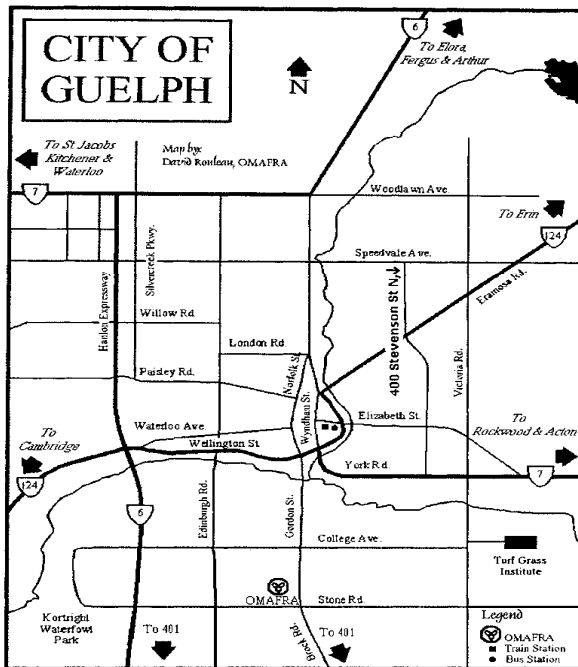 CITY OF
GUELPH
6
To Elora,
Fergus & Arthur
N
To St Jacobs
Kitchener &
Waterloo
Map by:
David Rouleau, OMAFRA
7
Woodlawn Ave.
To Erin
124
Speedvale Ave.
Hanlon Expressway
Silvercreek Pkwy.
400 Stevenson St N,
Eramosa Rd.
Willow Rd.
London Rd.
Victoria Rd.
Norfolk St.
Paisley Rd.
Wyndham St.
Elizabeth St.
To
Rockwood & Acton
Waterloo Ave.
To
Cambridge
Wellington St.
York Rd.
7
124
6
Edinburgh Rd.
Gordon St.
College Ave.
Turf Grass
Institute
OMAFRA
Stone Rd.
Kortright
Waterfowl
Park
To 401
Brock Rd.
To 401
Legend
OMAFRA
Train Station
Bus Station